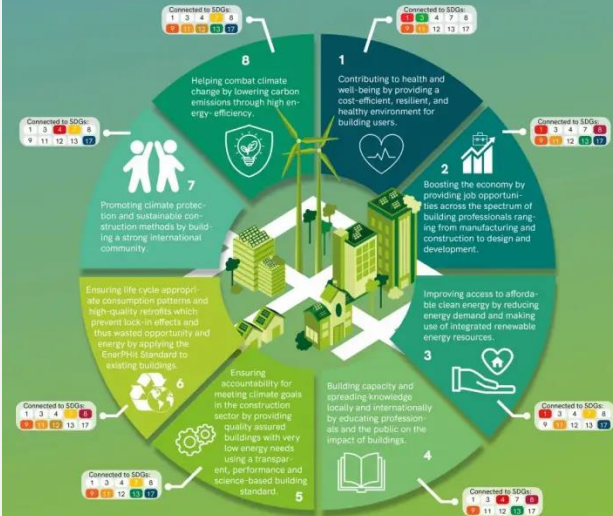 Connected to SDGs:
1 3 4 7 8
9 11 12 13 17
Connected to SDGs:
1 3 4 7 8
9 11 12 13 17
8
Helping combat climate
change by lowering carbon
emissions through high en-
ergy- efficiency.
1
Contributing to health and
well-being by providing a
cost-efficient, resilient, and
healthy environment for
building users.
Connected to SDGs:
1 3 4 7 8
9 11 12 13 17
Connected to SDGs:
1 3 4 7 8
9 11 12 13 17
7
Promoting climate protec-
tion and sustainable con-
struction methods by build-
ing a strong international
community.
2
Boosting the economy by
providing job opportuni-
ties across the spectrum of
building professionals rang-
ing from manufacturing and
construction to design and
development.
Ensuring life cycle appropri-
ate consumption patterns and
high-quality retrofits which
prevent lock-in effects and
thus wasted opportunity and
energy by applying the
EnerPHit Standard to
existing buildings.
6
Improving access to afforda-
ble clean energy by reducing
energy demand and making
use of integrated renewable
energy resources.
3
Connected to SDGs:
1 3 4 7 8
9 11 12 13 17
Ensuring
accountability for
meeting climate goals
in the construction
sector by providing
quality assured
buildings with very
low energy needs
using a transpar-
ent, performance and
science-based building
standard.
5
Building capacity and
spreading knowledge
locally and internationally
by educating profession-
als and the public on the
impact of buildings.
4
Connected to SDGs:
1 3 4 7 8
9 11 12 13 17
Connected to SDGs:
1 3 4 7 8
9 11 12 13 17
Connected to SDGs:
1 3 4 7 8
9 11 12 13 17